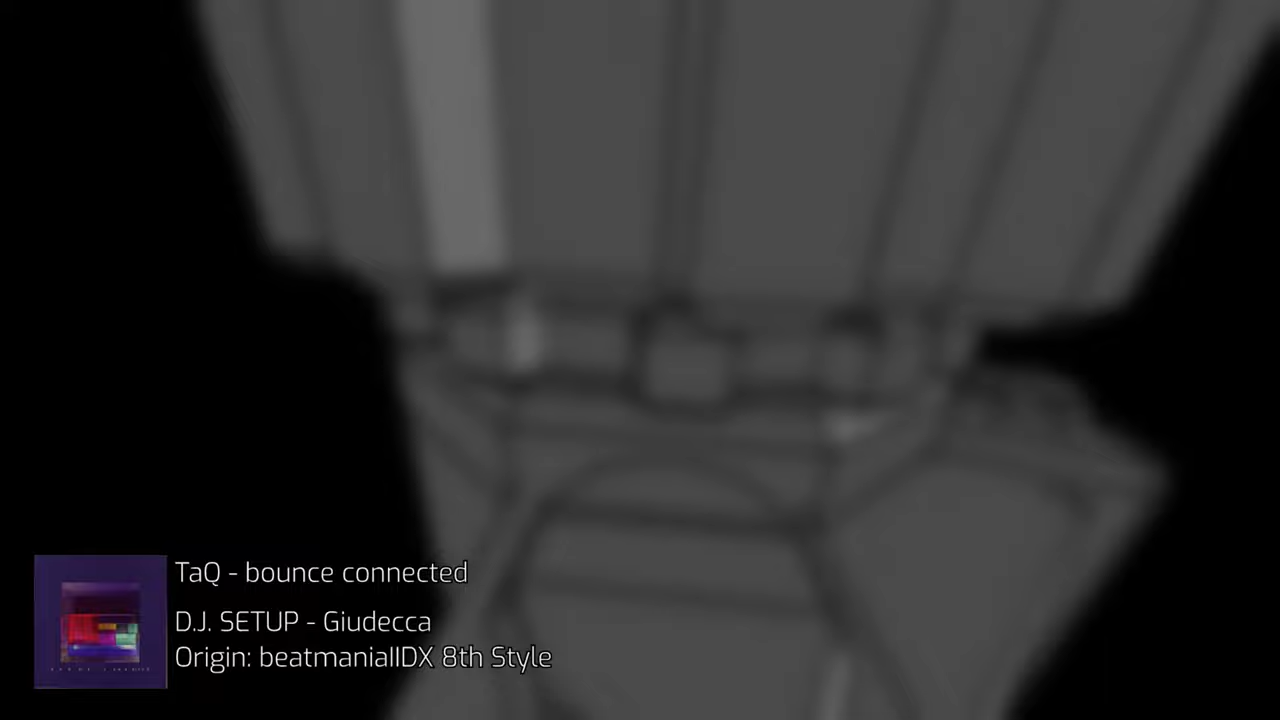 TaQ - bounce connected
D.J. SETUP - Giudecca
Origin: beatmaniaIIDX 8th Style